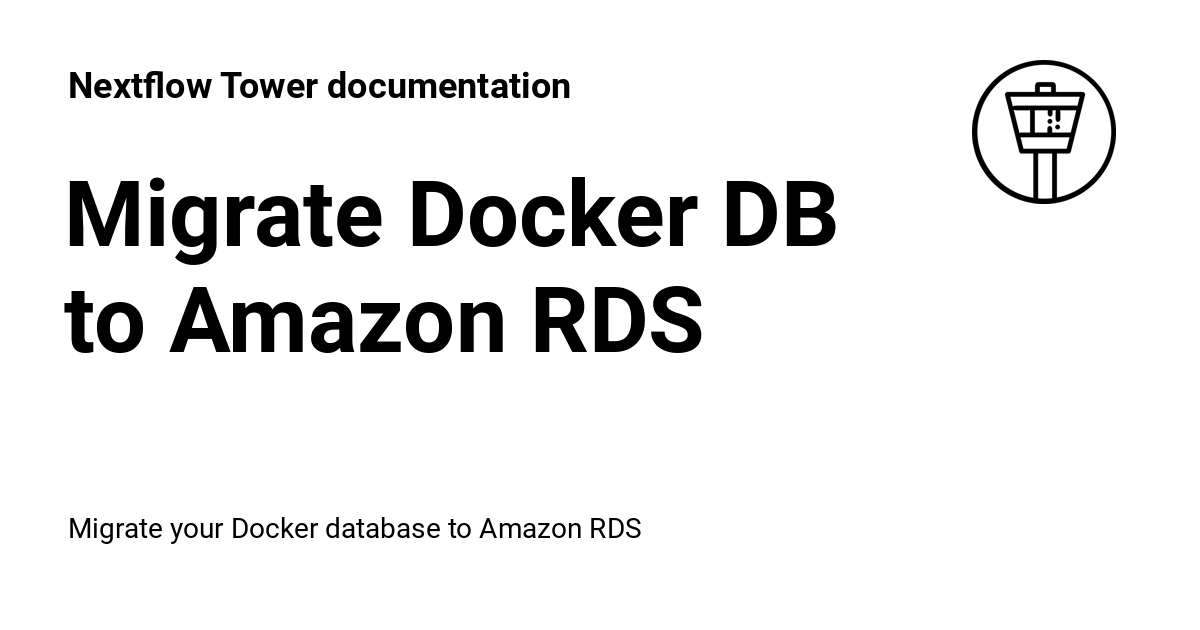 Nextflow Tower documentation
Migrate Docker DB
to Amazon RDS
Migrate your Docker database to Amazon RDS